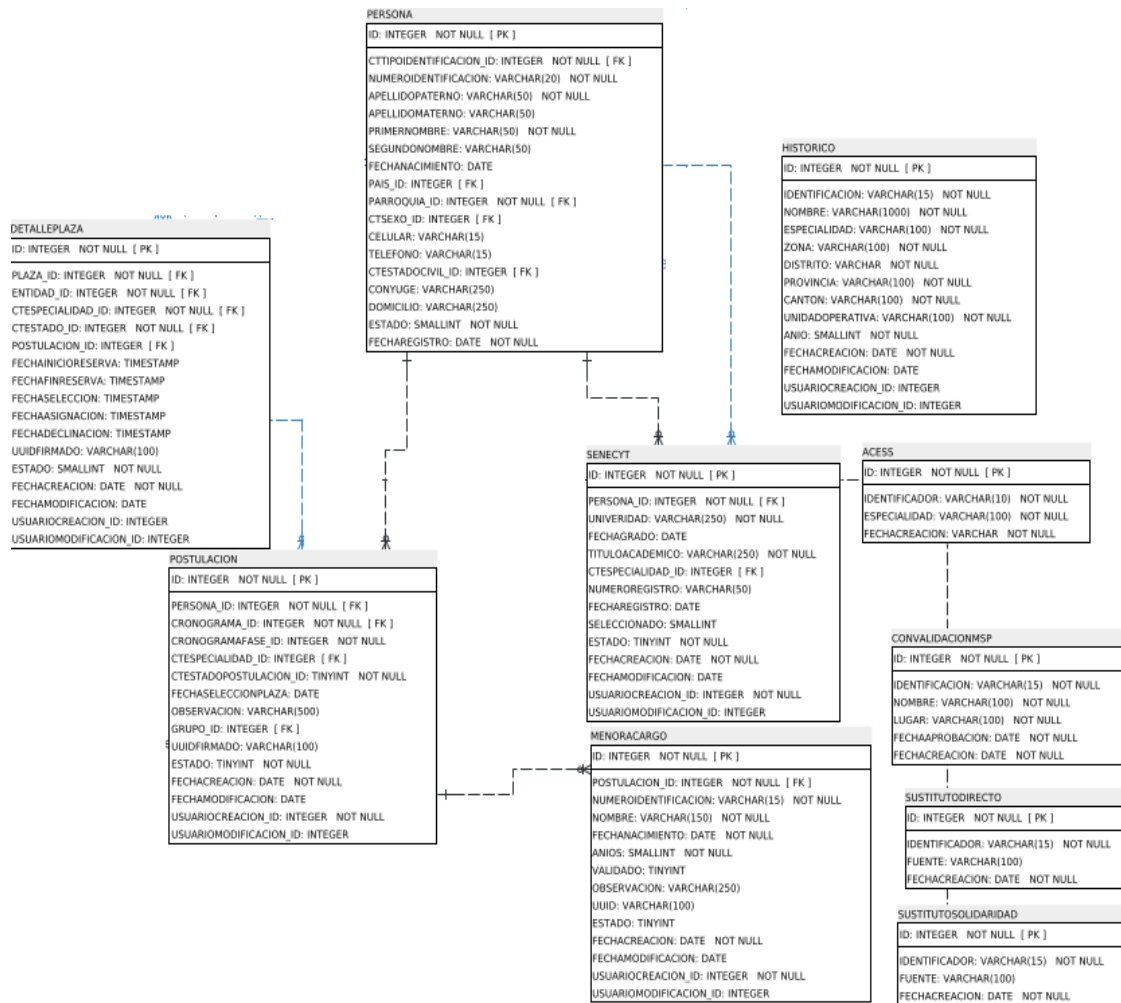 PERSONA
ID: INTEGER NOT NULL [ PK ]
CTTIPOIDENTIFICACION_ID: INTEGER NOT NULL [ FK ]
NUMEROIDENTIFICACION: VARCHAR(20) NOT NULL
APELLIDOPATERNO: VARCHAR(50) NOT NULL
APELLIDOMATERNO: VARCHAR(50)
PRIMERNOMBRE: VARCHAR(50) NOT NULL
SEGUNDONOMBRE: VARCHAR(50)
FECHANACIMIENTO: DATE
PAIS_ID: INTEGER [ FK ]
PARROQUIA_ID: INTEGER NOT NULL [ FK ]
CTSEXO_ID: INTEGER [ FK ]
CELULAR: VARCHAR(15)
TELEFONO: VARCHAR(15)
CTESTADOCIVIL_ID: INTEGER [ FK ]
CONYUGE: VARCHAR(250)
DOMICILIO: VARCHAR(250)
ESTADO: SMALLINT NOT NULL
FECHAREGISTRO: DATE NOT NULL
HISTORICO
ID: INTEGER NOT NULL [ PK ]
IDENTIFICACION: VARCHAR(15) NOT NULL
NOMBRE: VARCHAR(1000) NOT NULL
ESPECIALIDAD: VARCHAR(100) NOT NULL
ZONA: VARCHAR(100) NOT NULL
DISTRITO: VARCHAR NOT NULL
PROVINCIA: VARCHAR(100) NOT NULL
CANTON: VARCHAR(100) NOT NULL
UNIDADOPERATIVA: VARCHAR(100) NOT NULL
ANIO: SMALLINT NOT NULL
FECHACREACION: DATE NOT NULL
FECHAMODIFICACION: DATE
USUARIOCREACION_ID: INTEGER
USUARIOMODIFICACION_ID: INTEGER
DETALLEPLAZA
ID: INTEGER NOT NULL [ PK ]
PLAZA_ID: INTEGER NOT NULL [ FK ]
ENTIDAD_ID: INTEGER NOT NULL [ FK ]
CTESPECIALIDAD_ID: INTEGER NOT NULL [ FK ]
CTESTADO_ID: INTEGER NOT NULL [ FK ]
POSTULACION_ID: INTEGER [ FK ]
FECHAINICIORESERVA: TIMESTAMP
FECHAFINRESERVA: TIMESTAMP
FECHASELECCION: TIMESTAMP
FECHAASIGNACION: TIMESTAMP
FECHADECLINACION: TIMESTAMP
UUIDFIRMADO: VARCHAR(100)
ESTADO: SMALLINT NOT NULL
FECHACREACION: DATE NOT NULL
FECHAMODIFICACION: DATE
USUARIOCREACION_ID: INTEGER
USUARIOMODIFICACION_ID: INTEGER
SENECYT
ID: INTEGER NOT NULL [ PK ]
PERSONA_ID: INTEGER NOT NULL [ FK ]
UNIVERIDAD: VARCHAR(250) NOT NULL
FECHAGRADO: DATE
TITULOACADEMICO: VARCHAR(250) NOT NULL
CTESPECIALIDAD_ID: INTEGER [ FK ]
NUMEROREGISTRO: VARCHAR(50)
FECHAREGISTRO: DATE
SELECCIONADO: SMALLINT
ESTADO: TINYINT NOT NULL
FECHACREACION: DATE NOT NULL
FECHAMODIFICACION: DATE
USUARIOCREACION_ID: INTEGER NOT NULL
USUARIOMODIFICACION_ID: INTEGER
ACESS
ID: INTEGER NOT NULL [ PK ]
IDENTIFICADOR: VARCHAR(10) NOT NULL
ESPECIALIDAD: VARCHAR(100) NOT NULL
FECHACREACION: VARCHAR NOT NULL
POSTULACION
ID: INTEGER NOT NULL [ PK ]
PERSONA_ID: INTEGER NOT NULL [ FK ]
CRONOGRAMA_ID: INTEGER NOT NULL [ FK ]
CRONOGRAMAFASE_ID: INTEGER NOT NULL
CTESPECIALIDAD_ID: INTEGER [ FK ]
CTESTADOPOSTULACION_ID: TINYINT NOT NULL
FECHASELECCIONPLAZA: DATE
OBSERVACION: VARCHAR(500)
GRUPO_ID: INTEGER [ FK ]
UUIDFIRMADO: VARCHAR(100)
ESTADO: TINYINT NOT NULL
FECHACREACION: DATE NOT NULL
FECHAMODIFICACION: DATE
USUARIOCREACION_ID: INTEGER NOT NULL
USUARIOMODIFICACION_ID: INTEGER
CONVALIDACIONMSP
ID: INTEGER NOT NULL [ PK ]
IDENTIFICACION: VARCHAR(15) NOT NULL
NOMBRE: VARCHAR(100) NOT NULL
LUGAR: VARCHAR(100) NOT NULL
FECHAAPROBACION: DATE NOT NULL
FECHACREACION: DATE NOT NULL
MENORACARGO
ID: INTEGER NOT NULL [ PK ]
POSTULACION_ID: INTEGER NOT NULL [ FK ]
NUMEROIDENTIFICACION: VARCHAR(15) NOT NULL
NOMBRE: VARCHAR(150) NOT NULL
FECHANACIMIENTO: DATE NOT NULL
ANIOS: SMALLINT NOT NULL
VALIDADO: TINYINT
OBSERVACION: VARCHAR(250)
UUID: VARCHAR(100)
ESTADO: TINYINT
FECHACREACION: DATE NOT NULL
FECHAMODIFICACION: DATE
USUARIOCREACION_ID: INTEGER NOT NULL
USUARIOMODIFICACION_ID: INTEGER
SUSTITUTODIRECTO
ID: INTEGER NOT NULL [ PK ]
IDENTIFICADOR: VARCHAR(15) NOT NULL
FUENTE: VARCHAR(100)
FECHACREACION: DATE NOT NULL
SUSTITUTOSOLIDARIDAD
ID: INTEGER NOT NULL [ PK ]
IDENTIFICADOR: VARCHAR(15) NOT NULL
FUENTE: VARCHAR(100)
FECHACREACION: DATE NOT NULL